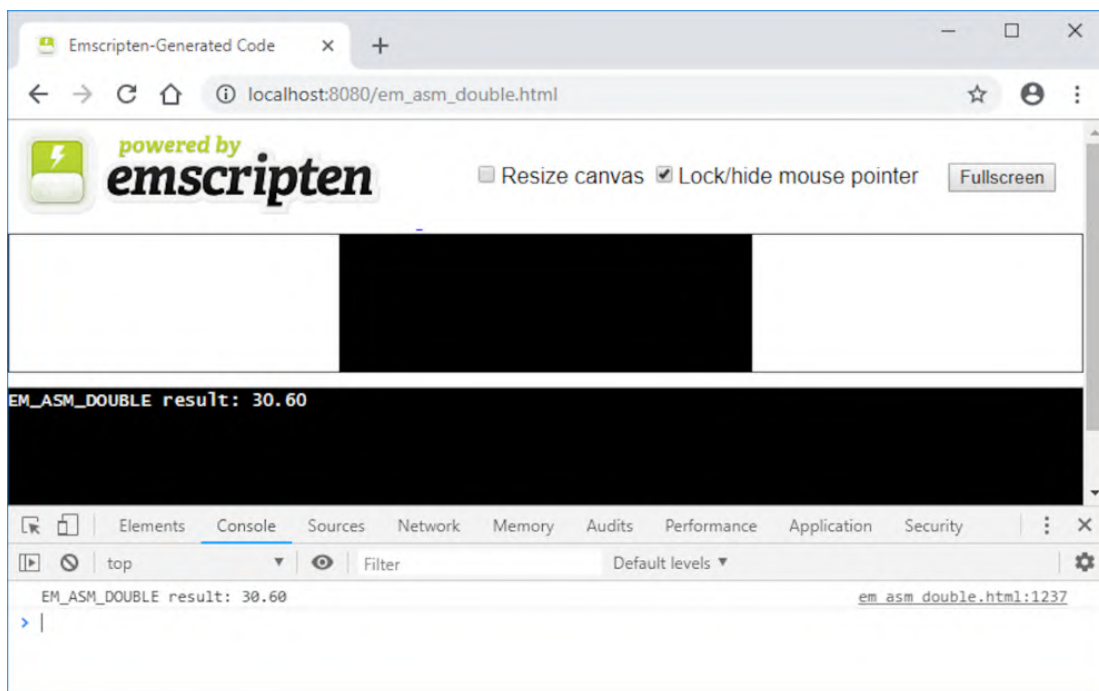 Emscripten-Generated Code
localhost:8080/em_asm_double.html
powered by
emscripten
Resize canvas Lock/hide mouse pointer Fullscreen
EM_ASM_DOUBLE result: 30.60
Elements Console Sources Network Memory Audits Performance Application Security
top Filter Default levels
EM_ASM_DOUBLE result: 30.60 em_asm_double.html:1237